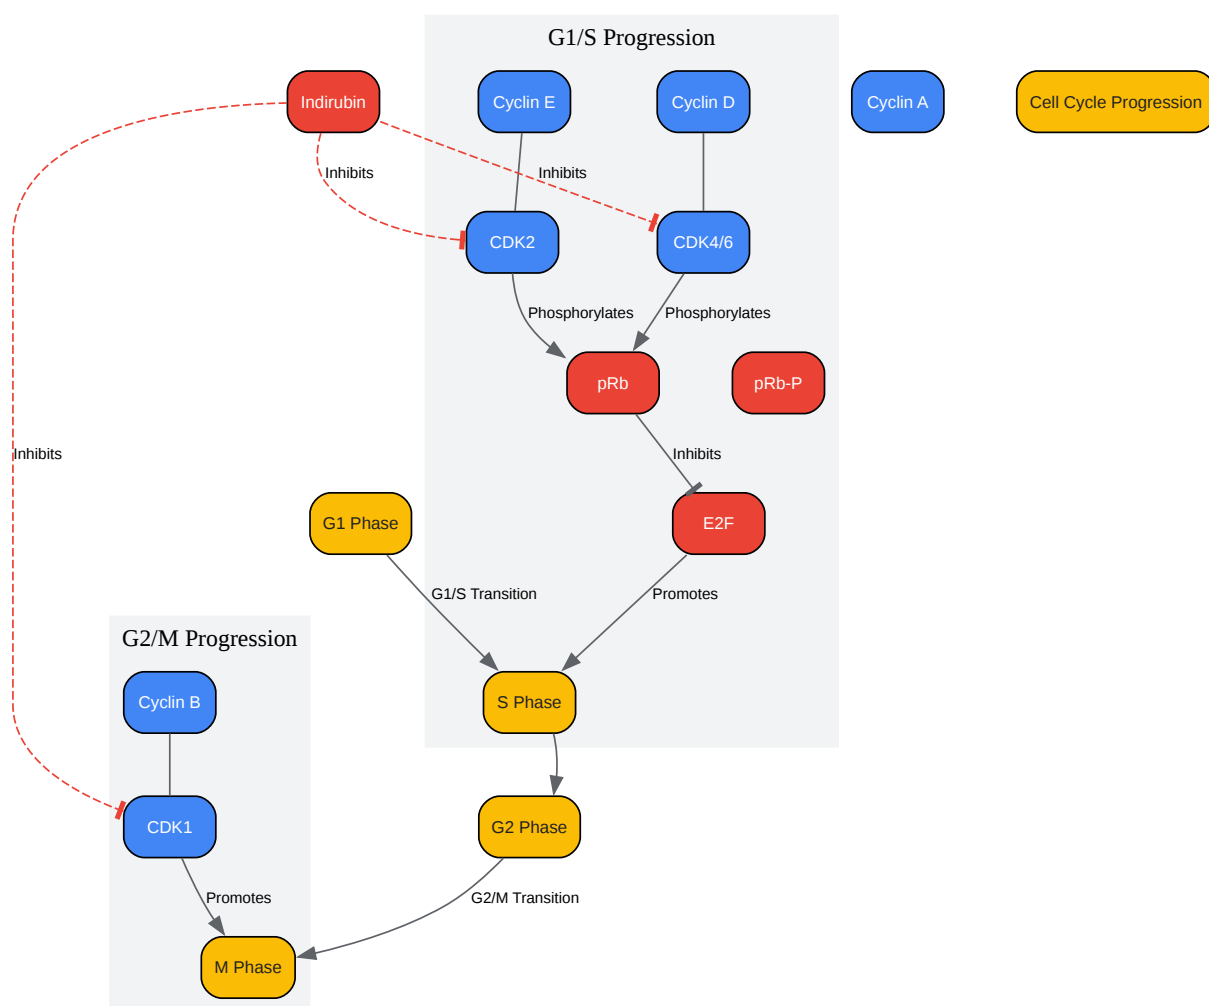 G1/S Progression
Indirubin
Cyclin E
Cyclin D
Cyclin A
Cell Cycle Progression
Inhibits
Inhibits
CDK2
CDK4/6
Phosphorylates
Phosphorylates
pRb
pRb-P
Inhibits
Inhibits
G1 Phase
E2F
G1/S Transition
Promotes
G2/M Progression
Cyclin B
S Phase
CDK1
G2 Phase
Promotes
G2/M Transition
M Phase